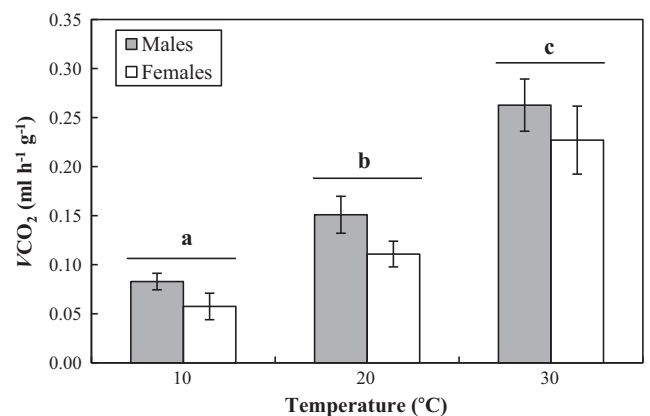 0.35
0.30
0.25
0.20
0.15
0.10
0.05
0.00
VCO₂ (ml h⁻¹ g⁻¹)
Males
Females
a
b
c
10
20
30
Temperature (°C)